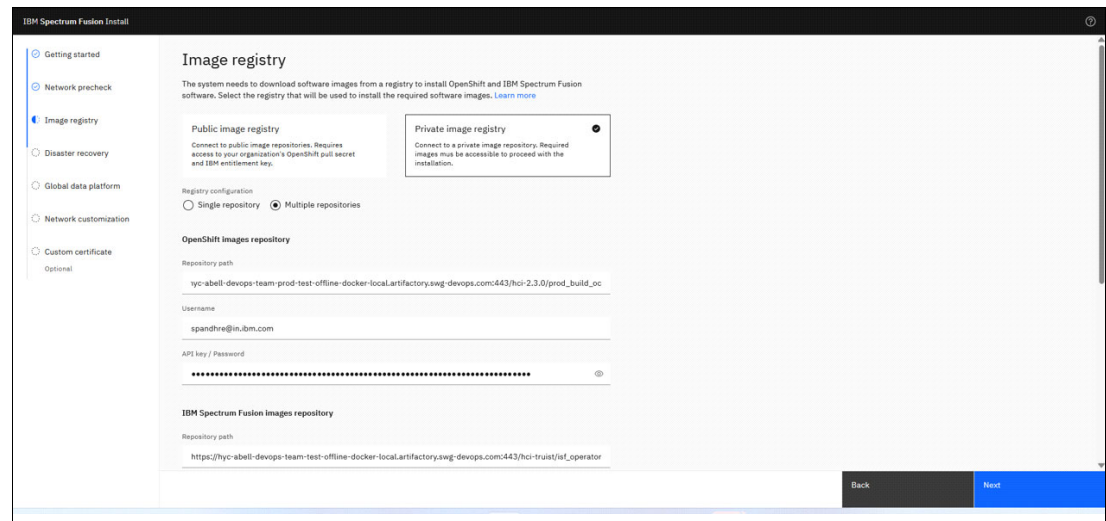 IBM Spectrum Fusion Install
Getting started
Network precheck
Image registry
Disaster recovery
Global data platform
Network customization
Custom certificate
Optional
Image registry
The system needs to download software images from a registry to install OpenShift and IBM Spectrum Fusion
software. Select the registry that will be used to install the required software images. Learn more
Public image registry
Connect to public image repositories. Requires
access to your organization's OpenShift pull secret
and IBM entitlement key.
Private image registry
Connect to a private image repository. Required
images mus be accessible to proceed with the
installation.
Registry configuration
Single repository
Multiple repositories
OpenShift images repository
Repository path
ıyc-abell-devops-team-prod-test-offline-docker-local.artifactory.swg-devops.com:443/hci-2.3.0/prod_build_oc
Username
spandhre@in.ibm.com
API key / Password
IBM Spectrum Fusion images repository
Repository path
https://hyc-abell-devops-team-test-offline-docker-local.artifactory.swg-devops.com:443/hci-truist/isf_operator
Back
Next